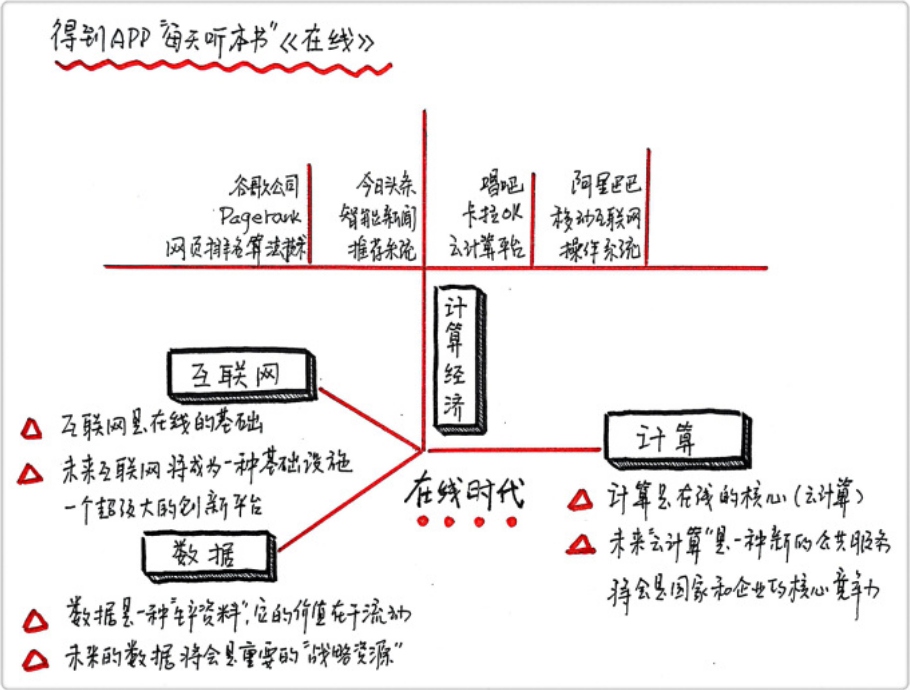 得到APP“每天听本书”《在线》
谷歌公司
Pagerank
网页排名算法技术
今日头条
智能新闻
推荐系统
唱吧
卡拉OK
云计算平台
阿里巴巴
移动互联网
操作系统
计算经济
互联网
互联网是在线的基础
未来互联网将成为一种基础设施
一个超级大的创新平台
数据
数据是一种“生产资料”,它的价值在于流动
未来的数据将会是重要的“战略资源”
在线时代
计算
计算是在线的核心(云计算)
未来“云计算”是一种新的公共服务
将会是国家和企业的核心竞争力